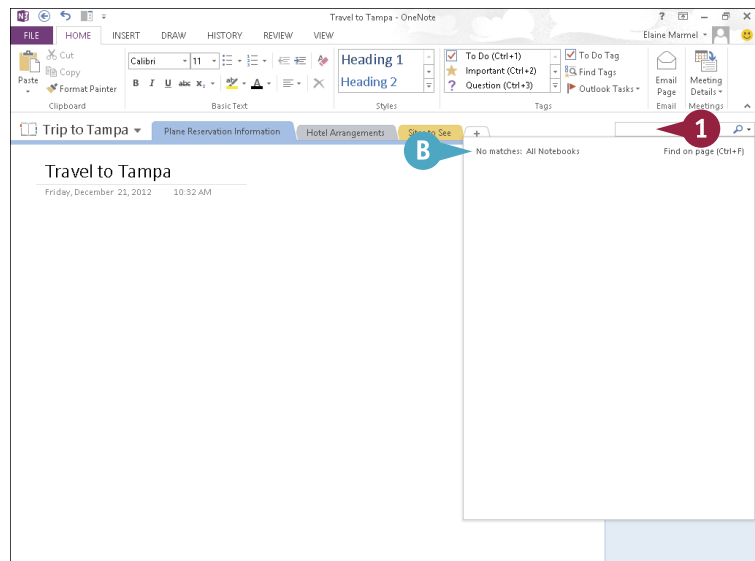 Travel to Tampa - OneNote
FILE HOME INSERT DRAW HISTORY REVIEW VIEW Elaine Marmel
Paste
Cut
Copy
Format Painter
Clipboard
Calibri 11
B I U abc x,
A
Basic Text
Heading 1
Heading 2
Styles
To Do (Ctrl+1)
Important (Ctrl+2)
Question (Ctrl+3)
To Do Tag
Find Tags
Outlook Tasks
Tags
Email Page
Email
Meeting Details
Meetings
Trip to Tampa Plane Reservation Information Hotel Arrangements Sites to See +
1
B
No matches: All Notebooks Find on page (Ctrl+F)
Travel to Tampa
Friday, December 21, 2012 10:32 AM